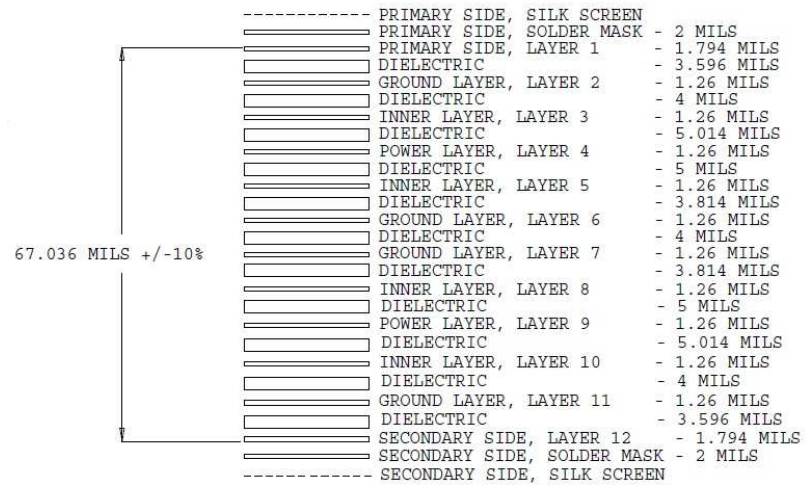 PRIMARY SIDE, SILK SCREEN
PRIMARY SIDE, SOLDER MASK - 2 MILS
PRIMARY SIDE, LAYER 1 - 1.794 MILS
DIELECTRIC - 3.596 MILS
GROUND LAYER, LAYER 2 - 1.26 MILS
DIELECTRIC - 4 MILS
INNER LAYER, LAYER 3 - 1.26 MILS
DIELECTRIC - 5.014 MILS
POWER LAYER, LAYER 4 - 1.26 MILS
DIELECTRIC - 5 MILS
INNER LAYER, LAYER 5 - 1.26 MILS
DIELECTRIC - 3.814 MILS
GROUND LAYER, LAYER 6 - 1.26 MILS
DIELECTRIC - 4 MILS
67.036 MILS +/-10%
GROUND LAYER, LAYER 7 - 1.26 MILS
DIELECTRIC - 3.814 MILS
INNER LAYER, LAYER 8 - 1.26 MILS
DIELECTRIC - 5 MILS
POWER LAYER, LAYER 9 - 1.26 MILS
DIELECTRIC - 5.014 MILS
INNER LAYER, LAYER 10 - 1.26 MILS
DIELECTRIC - 4 MILS
GROUND LAYER, LAYER 11 - 1.26 MILS
DIELECTRIC - 3.596 MILS
SECONDARY SIDE, LAYER 12 - 1.794 MILS
SECONDARY SIDE, SOLDER MASK - 2 MILS
SECONDARY SIDE, SILK SCREEN